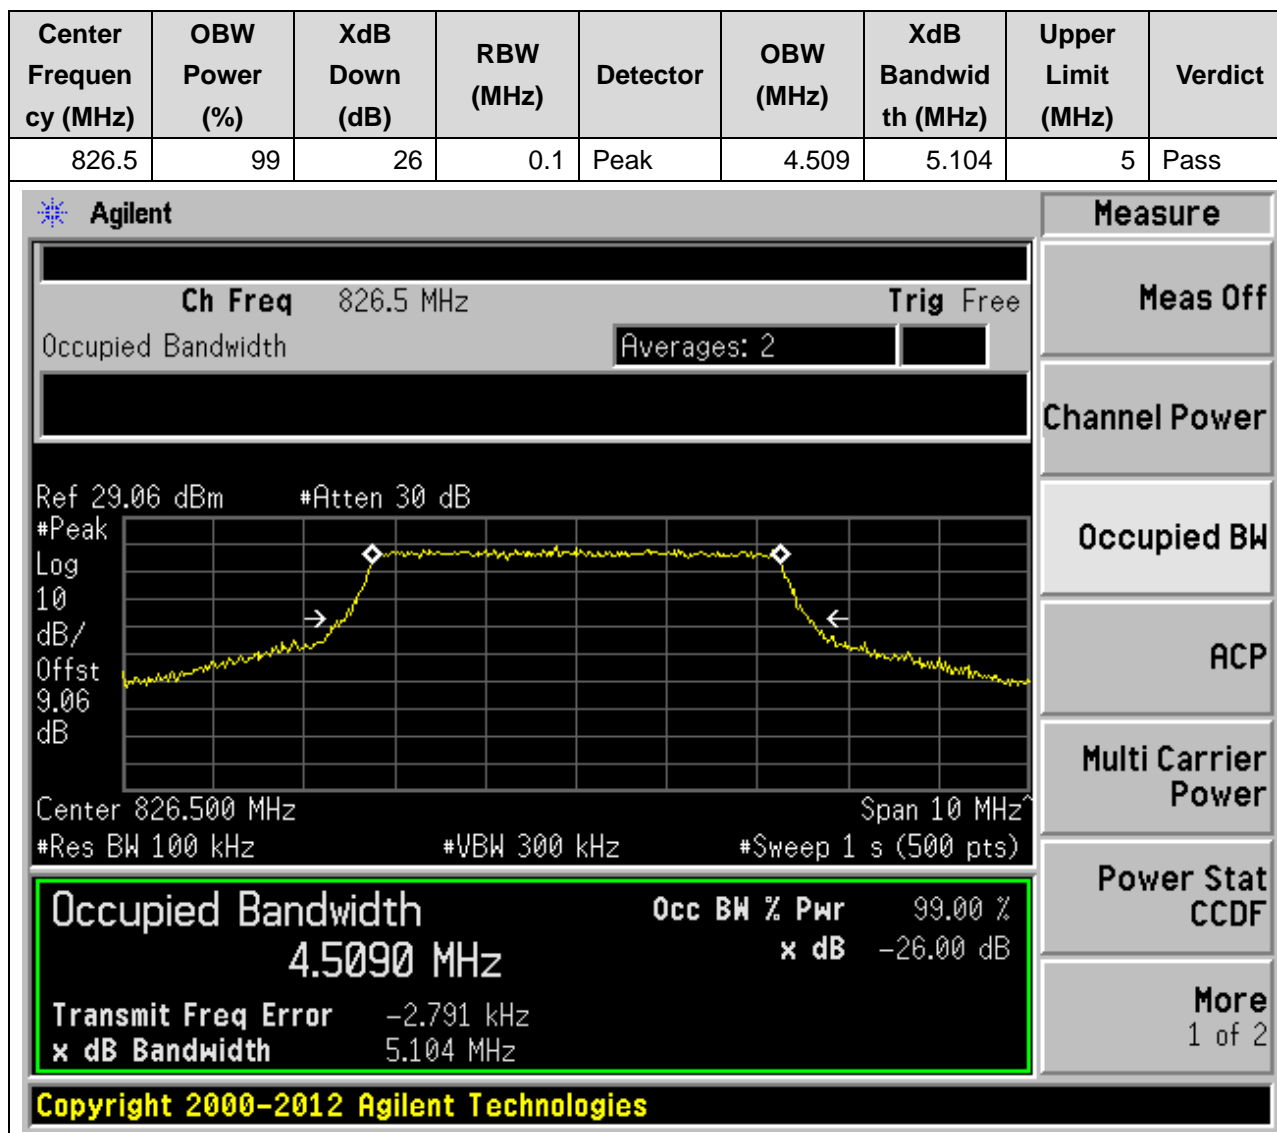 Center Frequen cy (MHz)
OBW Power (%)
XdB Down (dB)
RBW (MHz)
Detector
OBW (MHz)
XdB Bandwid th (MHz)
Upper Limit (MHz)
Verdict
826.5 99 26 0.1 Peak 4.509 5.104 5 Pass
Agilent
Ch Freq 826.5 MHz Trig Free
Occupied Bandwidth Averages: 2
Ref 29.06 dBm #Atten 30 dB
#Peak
Log
10
dB/
Offst
9.06
dB
Center 826.500 MHz Span 10 MHz^
#Res BW 100 kHz #VBW 300 kHz #Sweep 1 s (500 pts)
Occupied Bandwidth Occ BW % Pwr 99.00 %
4.5090 MHz x dB -26.00 dB
Transmit Freq Error -2.791 kHz
x dB Bandwidth 5.104 MHz
Copyright 2000-2012 Agilent Technologies
Measure
Meas Off
Channel Power
Occupied BW
ACP
Multi Carrier
Power
Power Stat
CCDF
More
1 of 2